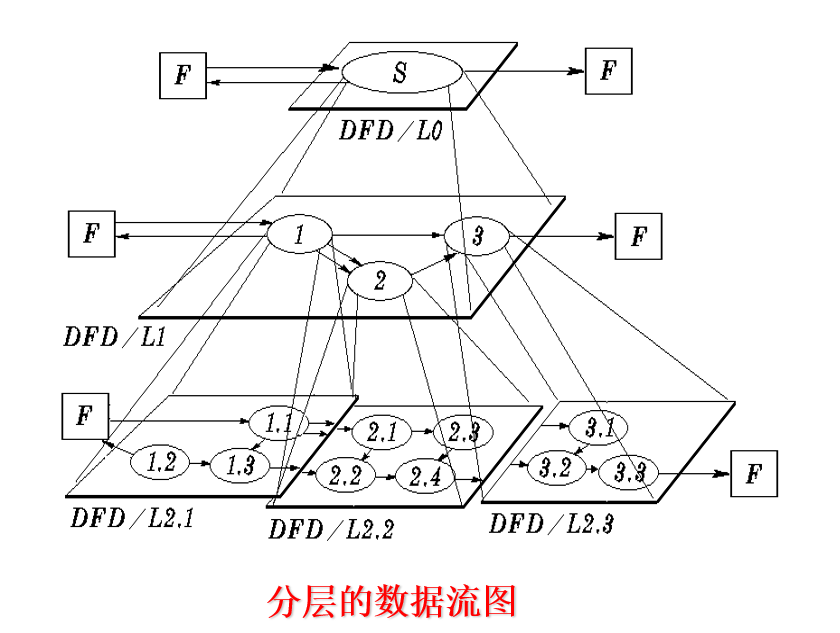 F
S
F
DFD/L0
F
1
3
F
2
DFD/L1
F
1.1
2.1
2.3
3.1
1.2
1.3
2.2
2.4
3.2
3.3
F
DFD/L2.1
DFD/L2.2
DFD/L2.3
分层的数据流图